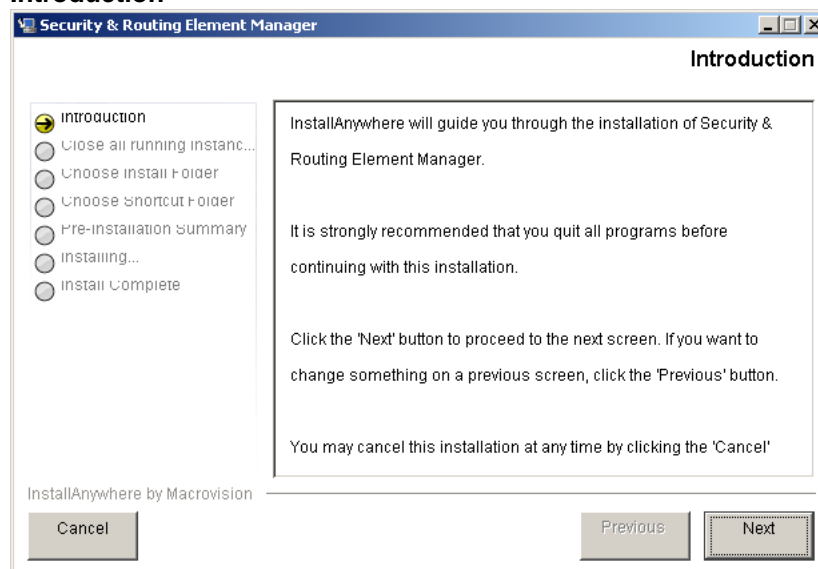 Introduction
Security & Routing Element Manager
Introduction
Introduction
Close all running instanc...
Choose Install Folder
Choose Shortcut Folder
Pre-Installation Summary
Installing...
Install Complete
InstallAnywhere will guide you through the installation of Security &
Routing Element Manager.
It is strongly recommended that you quit all programs before
continuing with this installation.
Click the 'Next' button to proceed to the next screen. If you want to
change something on a previous screen, click the 'Previous' button.
You may cancel this installation at any time by clicking the 'Cancel'
InstallAnywhere by Macrovision
Cancel
Previous
Next